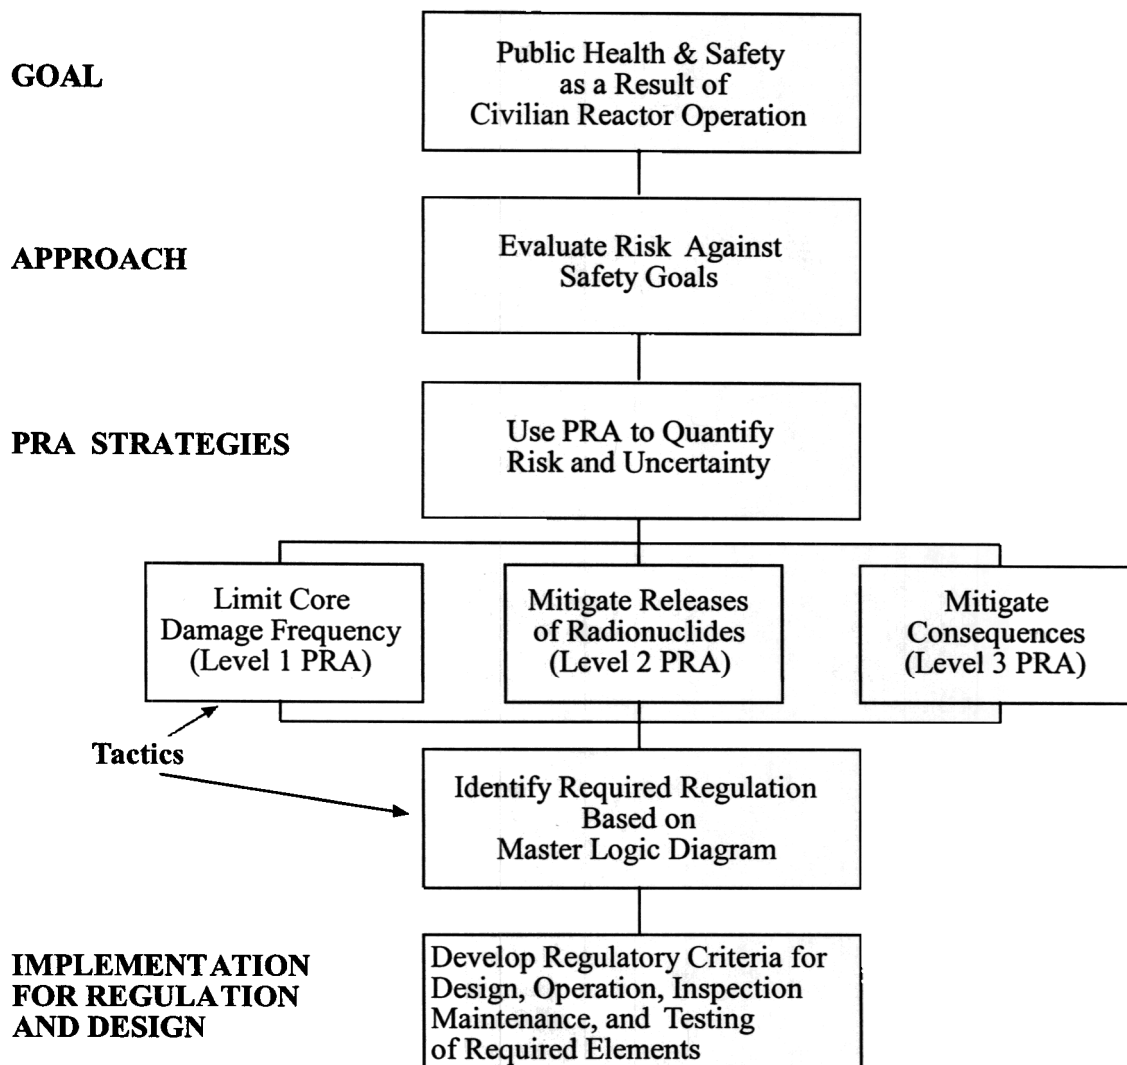 GOAL
Public Health & Safety
as a Result of
Civilian Reactor Operation
APPROACH
Evaluate Risk Against
Safety Goals
PRA STRATEGIES
Use PRA to Quantify
Risk and Uncertainty
Limit Core
Damage Frequency
(Level 1 PRA)
Mitigate Releases
of Radionuclides
(Level 2 PRA)
Mitigate
Consequences
(Level 3 PRA)
Tactics
Identify Required Regulation
Based on
Master Logic Diagram
IMPLEMENTATION
FOR REGULATION
AND DESIGN
Develop Regulatory Criteria for
Design, Operation, Inspection
Maintenance, and Testing
of Required Elements